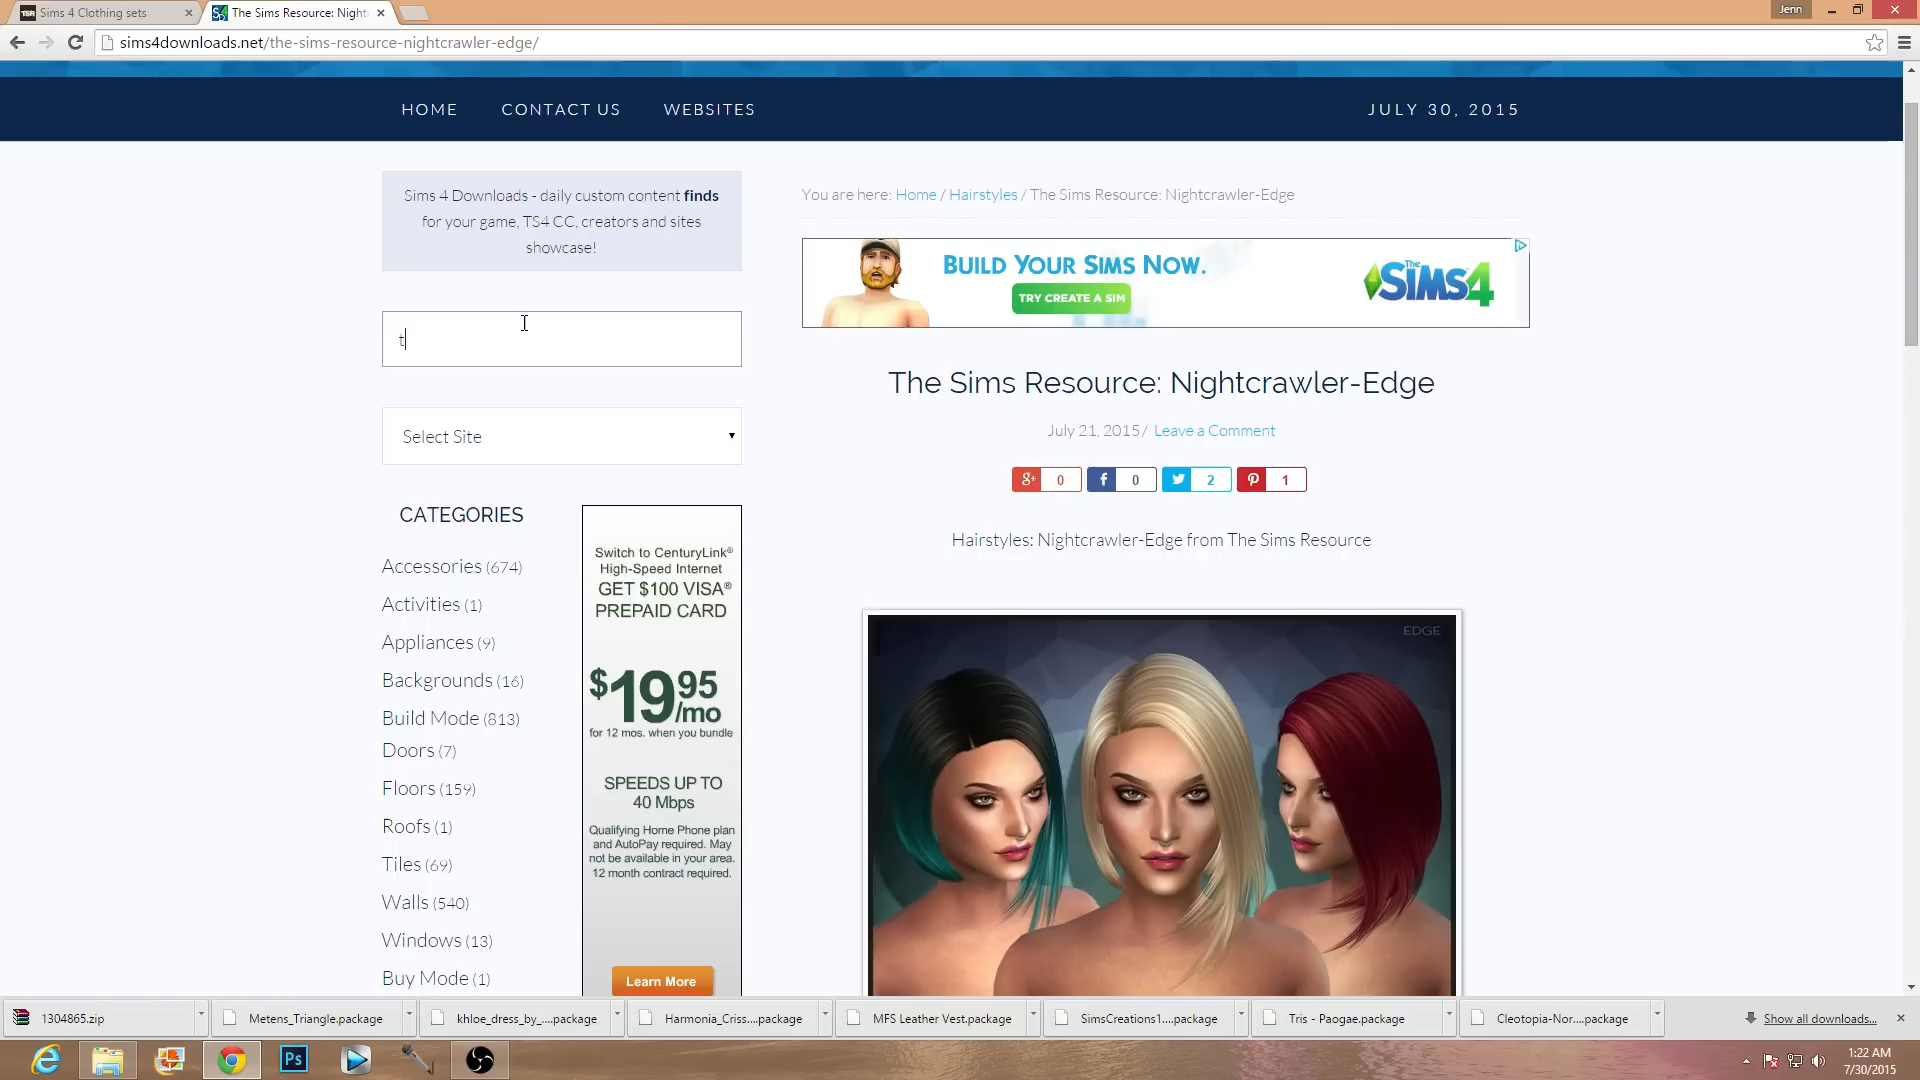 Sims 4 Clothing sets
The Sims Resource: Night
Jenn
sims4downloads.net/the-sims-resource-nightcrawler-edge/
HOME
CONTACT US
WEBSITES
JULY 30, 2015
Sims 4 Downloads - daily custom content finds
for your game, TS4 CC, creators and sites
showcase!
t
Select Site
CATEGORIES
Accessories (674)
Activities (1)
Appliances (9)
Backgrounds (16)
Build Mode (813)
Doors (7)
Floors (159)
Roofs (1)
Tiles (69)
Walls (540)
Windows (13)
Buy Mode (1)
Switch to CenturyLink®
High-Speed Internet
GET $100 VISA®
PREPAID CARD
$19.95
/mo
for 12 mos. when you bundle
SPEEDS UP TO
40 Mbps
Qualifying Home Phone plan
and AutoPay required. May
not be available in your area.
12 month contract required.
Learn More
You are here: Home / Hairstyles / The Sims Resource: Nightcrawler-Edge
BUILD YOUR SIMS NOW.
TRY CREATE A SIM
THE SIMS 4
The Sims Resource: Nightcrawler-Edge
July 21, 2015 / Leave a Comment
g+ 0
f 0
2
1
Hairstyles: Nightcrawler-Edge from The Sims Resource
EDGE
1304865.zip
Metens_Triangle.package
khloe_dress_by_....package
Harmonia_Criss....package
MFS Leather Vest.package
SimsCreations1....package
Tris - Paogae.package
Cleotopia-Nor....package
Show all downloads...
Ps
1:22 AM
7/30/2015